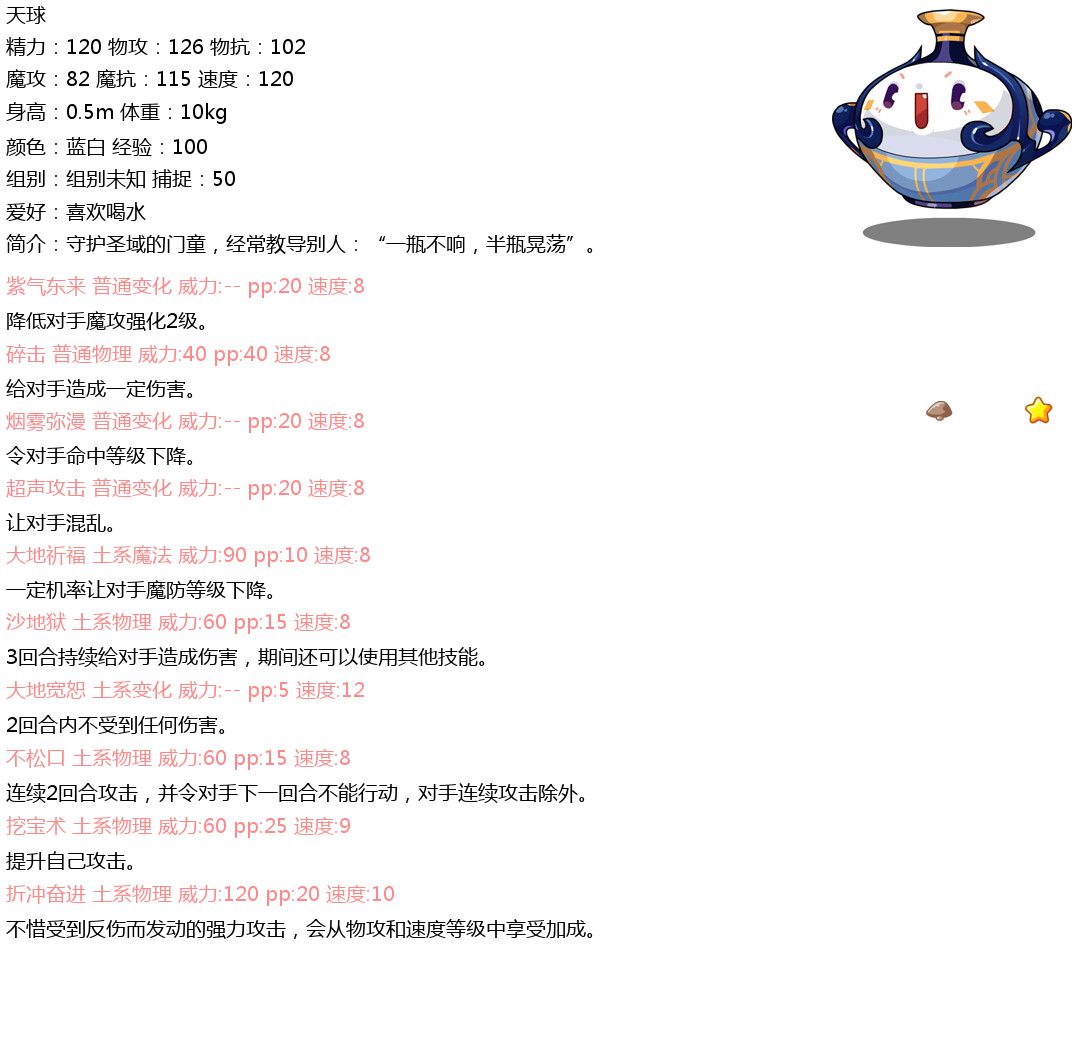 天球
精力：120 物攻：126 物抗：102
魔攻：82 魔抗：115 速度：120
身高：0.5m 体重：10kg
颜色：蓝白 经验：100
组别：组别未知 捕捉：50
爱好：喜欢喝水
简介：守护圣域的门童，经常教导别人：“一瓶不响，半瓶晃荡”。
紫气东来 普通变化 威力:-- pp:20 速度:8
降低对手魔攻强化2级。
碎击 普通物理 威力:40 pp:40 速度:8
给对手造成一定伤害。
烟雾弥漫 普通变化 威力:-- pp:20 速度:8
令对手命中等级下降。
超声攻击 普通变化 威力:-- pp:20 速度:8
让对手混乱。
大地祈福 土系魔法 威力:90 pp:10 速度:8
一定机率让对手魔防等级下降。
沙地狱 土系物理 威力:60 pp:15 速度:8
3回合持续给对手造成伤害，期间还可以使用其他技能。
大地宽恕 土系变化 威力:-- pp:5 速度:12
2回合内不受到任何伤害。
不松口 土系物理 威力:60 pp:15 速度:8
连续2回合攻击，并令对手下一回合不能行动，对手连续攻击除外。
挖宝术 土系物理 威力:60 pp:25 速度:9
提升自己攻击。
折冲奋进 土系物理 威力:120 pp:20 速度:10
不惜受到反伤而发动的强力攻击，会从物攻和速度等级中享受加成。